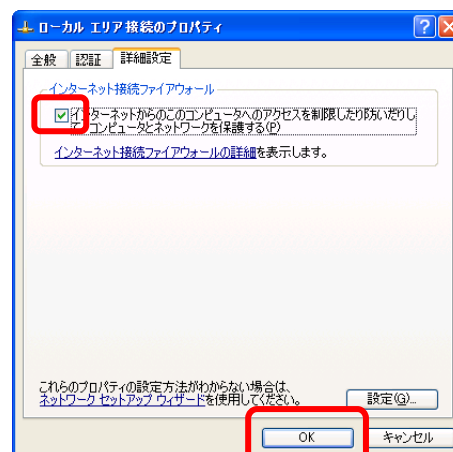 ローカル エリア接続のプロパティ
全般 認証 詳細設定
インターネット接続ファイアウォール
インターネットからのこのコンピュータへのアクセスを制限したり防いだりし
て、コンピュータとネットワークを保護する(P)
インターネット接続ファイアウォールの詳細を表示します。
これらのプロパティの設定方法がわからない場合は、
ネットワーク セットアップ ウィザードを使用してください。
設定(G)...
OK キャンセル